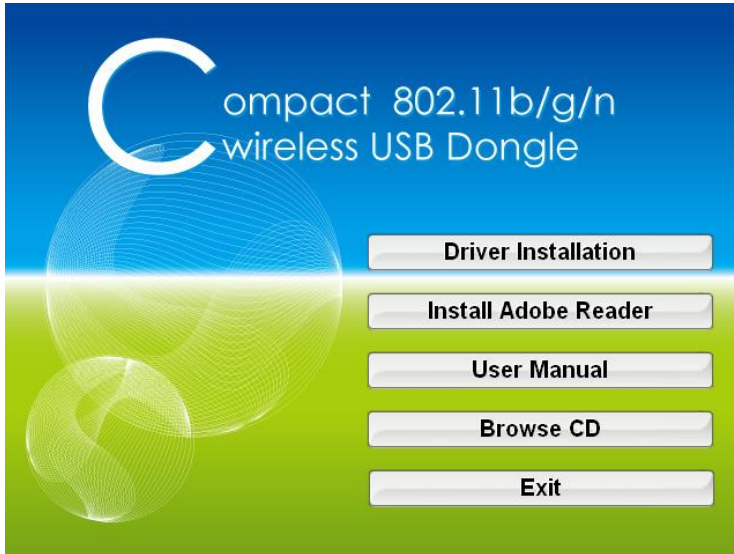 Compact 802.11b/g/n
wireless USB Dongle
Driver Installation
Install Adobe Reader
User Manual
Browse CD
Exit